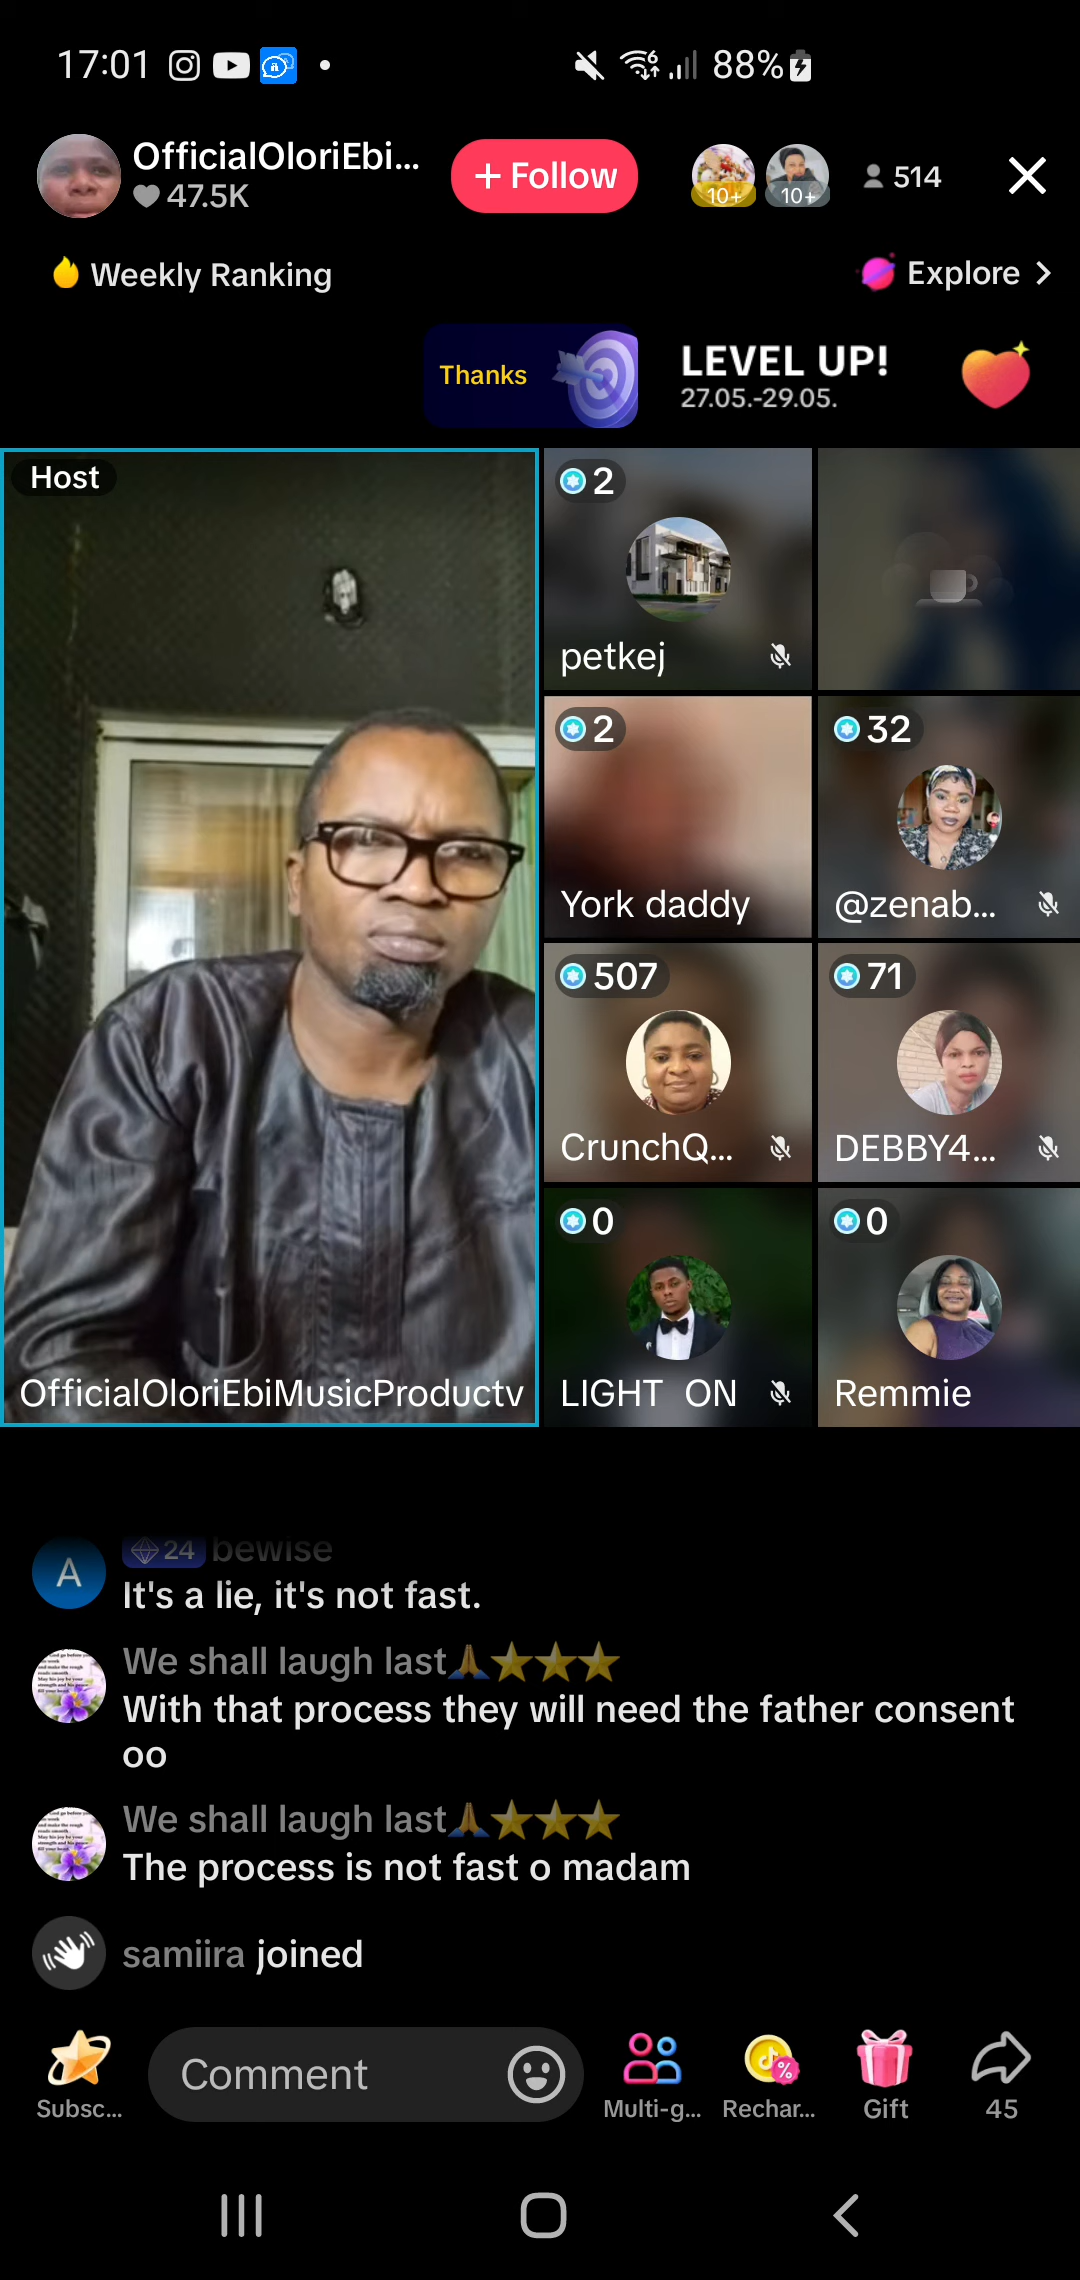 17:01
88%
OfficialOloriEbi...
47.5K
+ Follow
10+
10+
514
Weekly Ranking
Explore
Thanks
LEVEL UP!
27.05.-29.05.
Host
OfficialOloriEbiMusicProductv
2
petkej
2
York daddy
32
@zenab...
507
CrunchQ...
71
DEBBY4...
0
LIGHT ON
0
Remmie
A
24 bewise
It's a lie, it's not fast.
We shall laugh last🙏⭐⭐⭐
With that process they will need the father consent
oo
We shall laugh last🙏⭐⭐⭐
The process is not fast o madam
samiira joined
Comment
Subsc...
Multi-g...
Rechar...
Gift
45